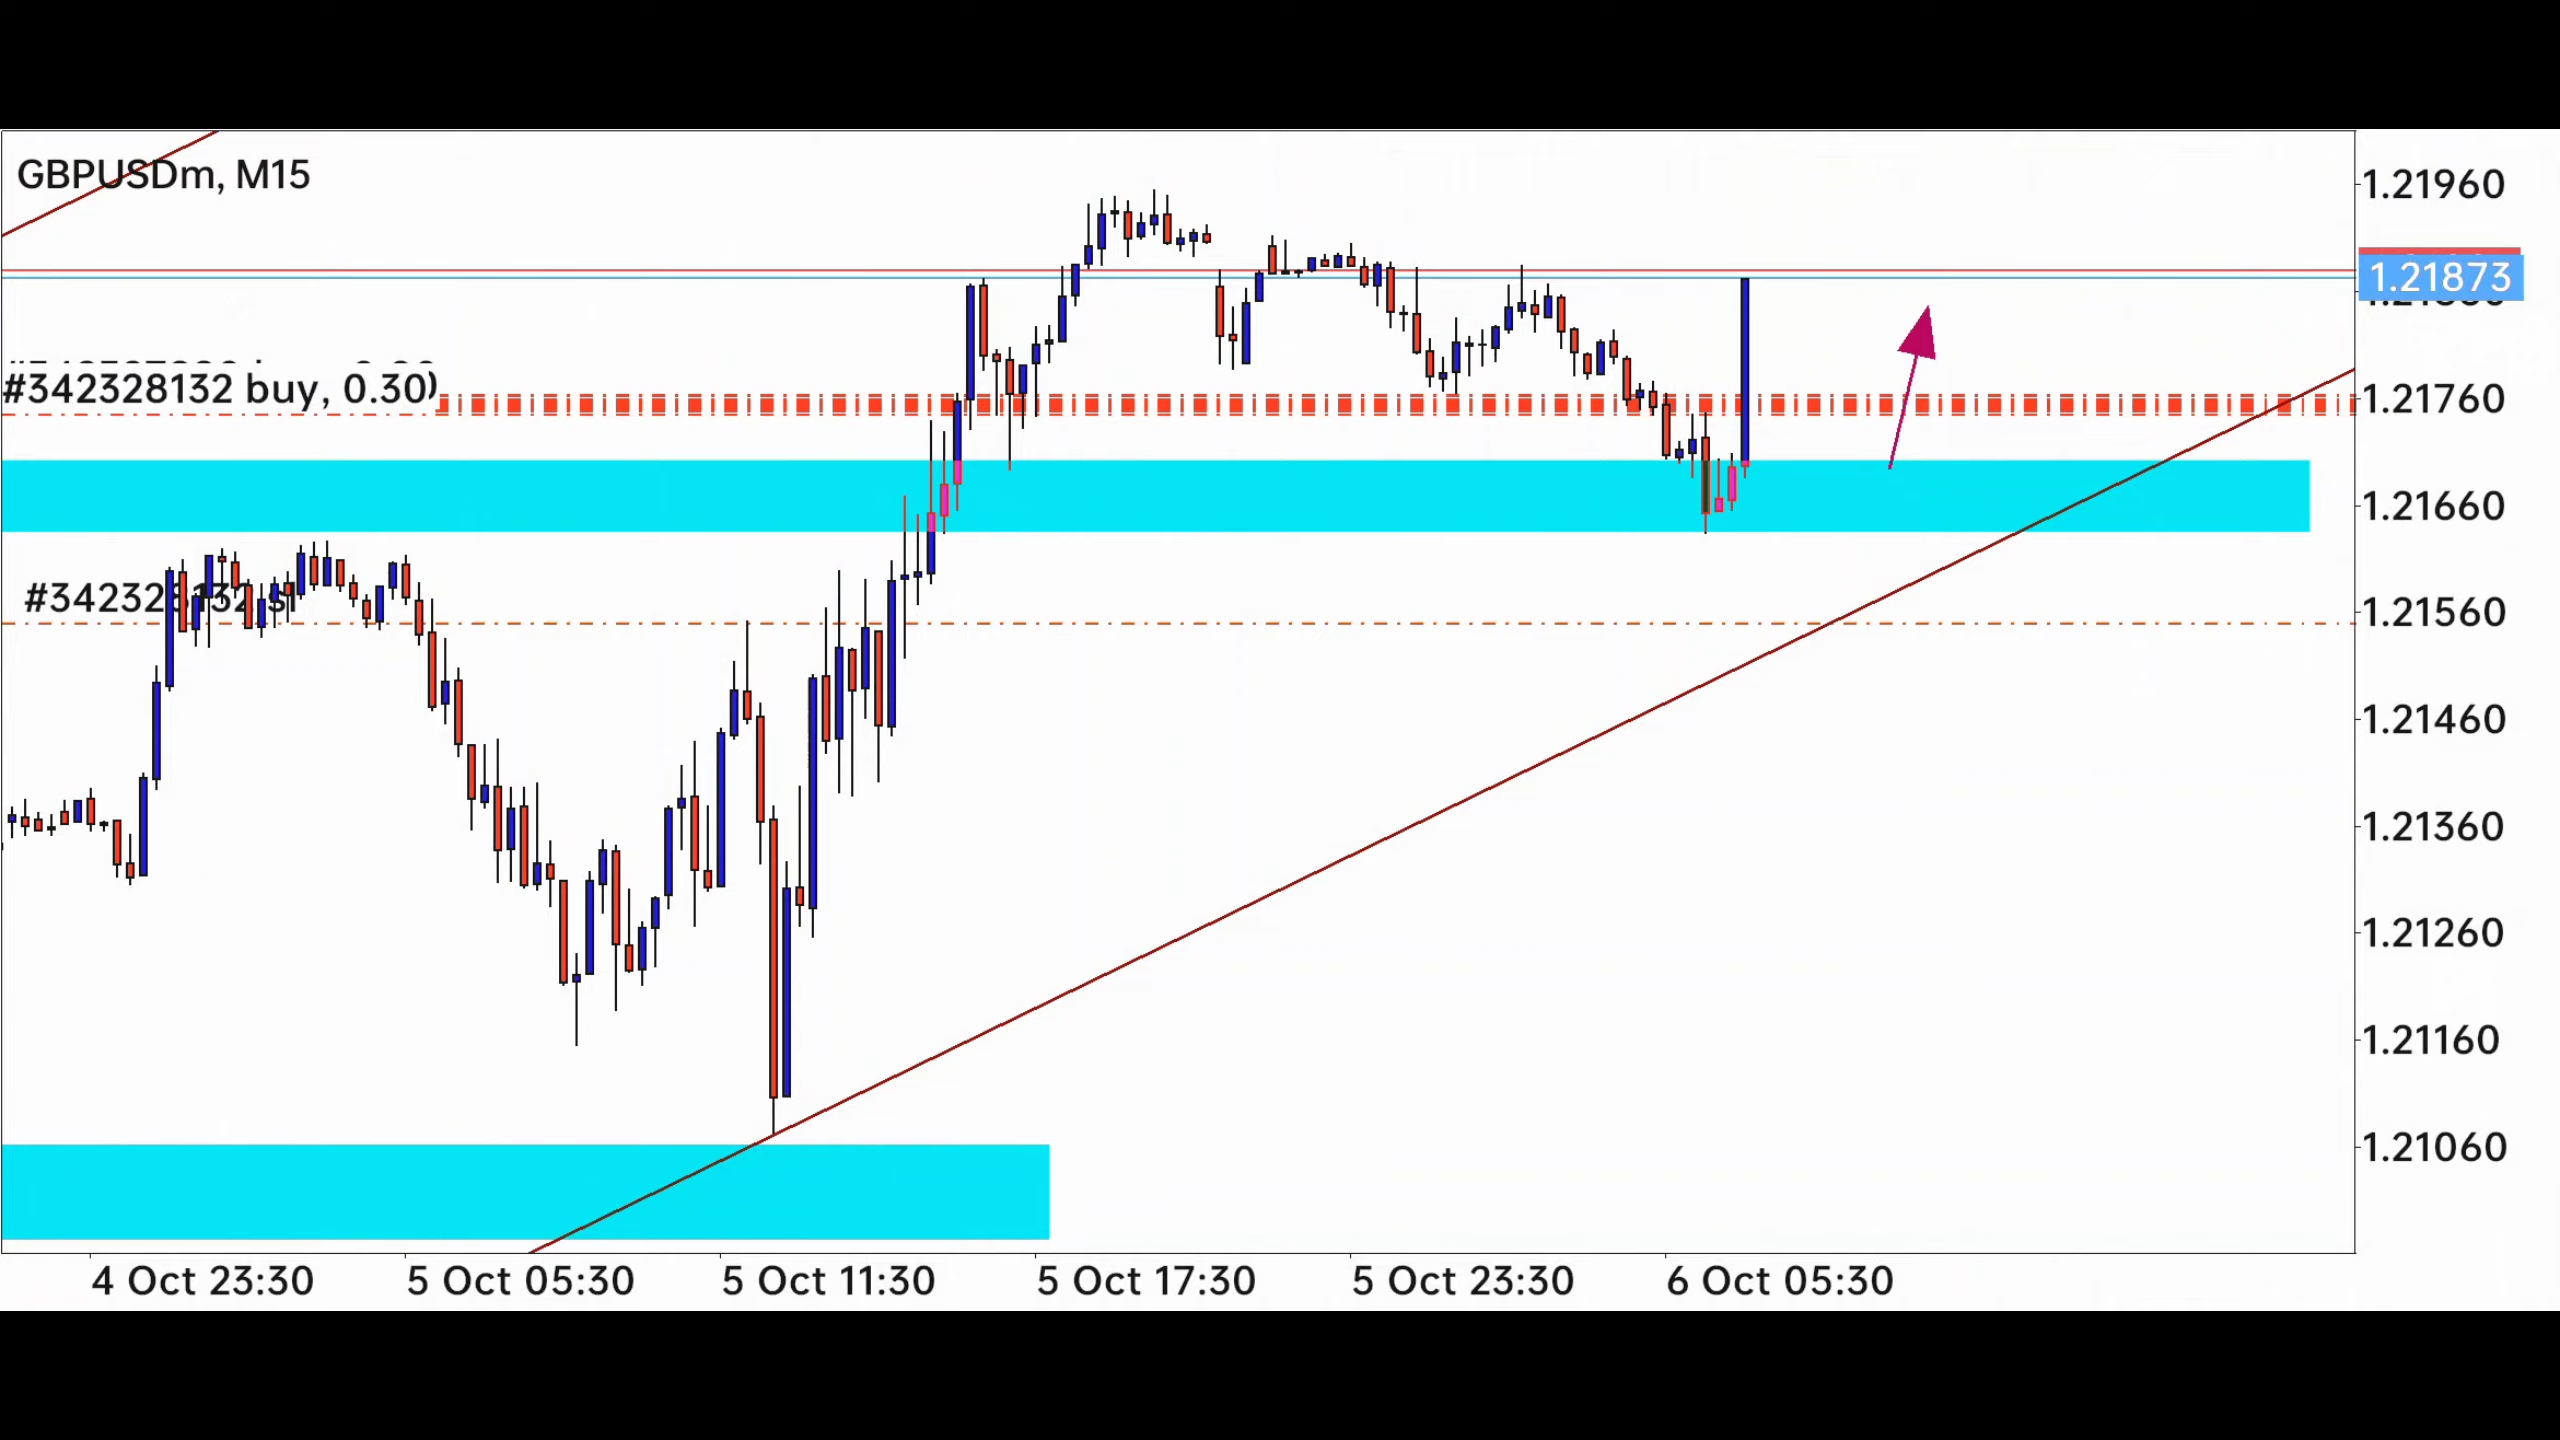 GBPUSDm, M15
1.21960
1.21873
#342328132 buy, 0.30
1.21760
1.21660
#342328132 sl
1.21560
1.21460
1.21360
1.21260
1.21160
1.21060
4 Oct 23:30
5 Oct 05:30
5 Oct 11:30
5 Oct 17:30
5 Oct 23:30
6 Oct 05:30